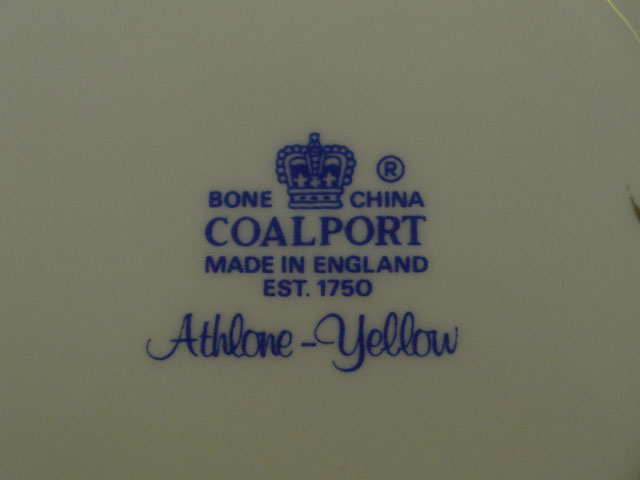 ®
BONE CHINA
COALPORT
MADE IN ENGLAND
EST. 1750
Athlone - Yellow